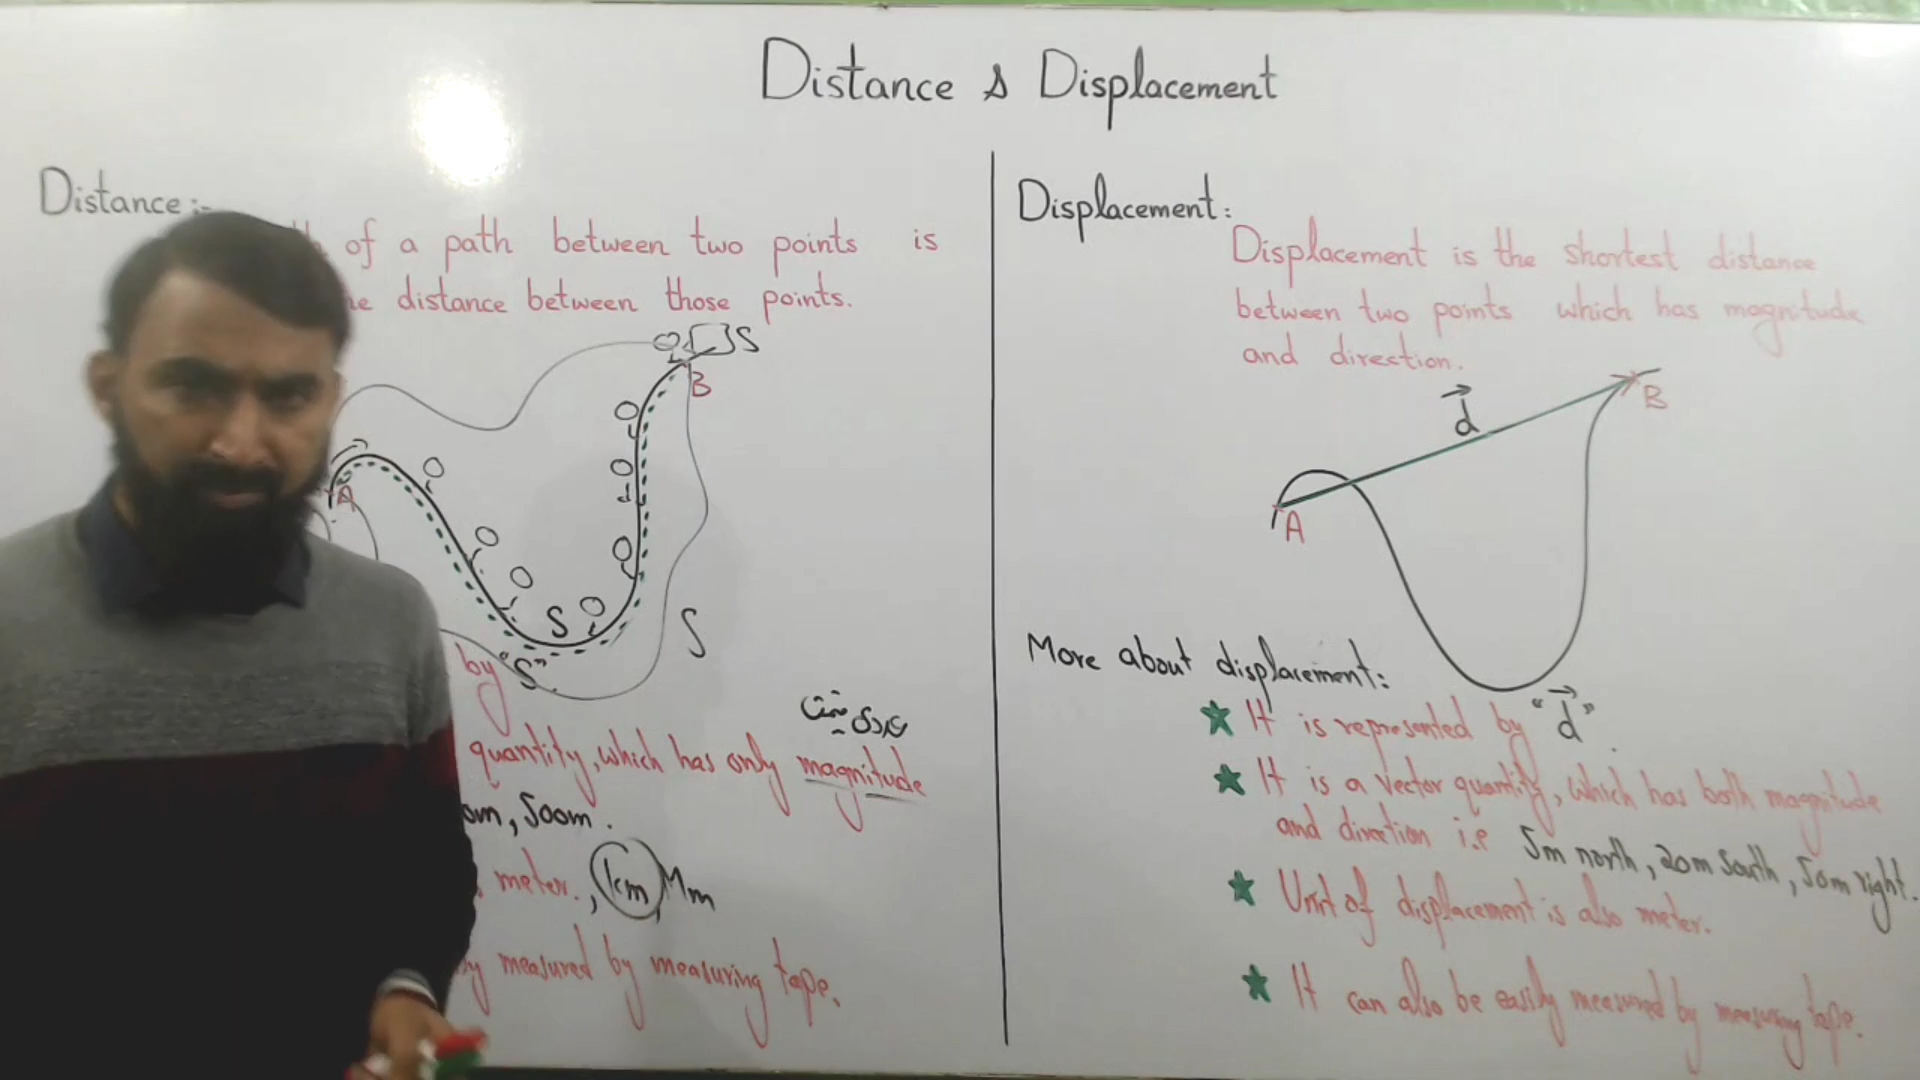 Distance & Displacement
Distance :-
of a path between two points is
he distance between those points.
S
B
A
S
S
by "S"
عددی
quantity, which has only magnitude
om, 500m.
meter., km, Mm
measured by measuring tape.
Displacement:
Displacement is the shortest distance
between two points which has magnitude
and direction.
d
B
A
More about displacement:
It is represented by "d".
It is a vector quantity, which has both magnitude
and direction i.e 5m north, 20m South, 50m right.
Unit of displacement is also meter.
It can also be easily measured by measuring tape.